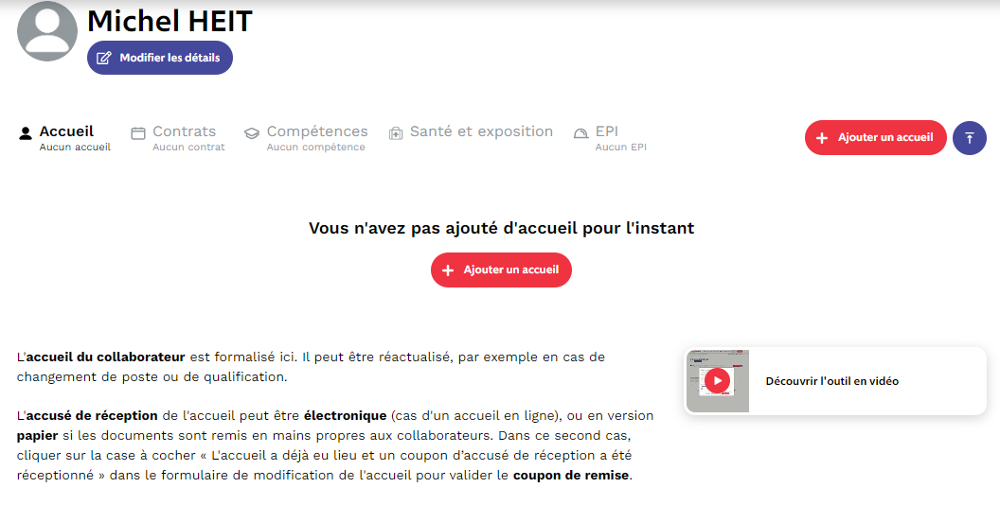 Michel HEIT
Modifier les détails
Accueil
Aucun accueil
Contrats
Aucun contrat
Compétences
Aucun compétence
Santé et exposition
EPI
Aucun EPI
Ajouter un accueil
Vous n'avez pas ajouté d'accueil pour l'instant
Ajouter un accueil
L'accueil du collaborateur est formalisé ici. Il peut être réactualisé, par exemple en cas de
changement de poste ou de qualification.
L'accusé de réception de l'accueil peut être électronique (cas d'un accueil en ligne), ou en version
papier si les documents sont remis en mains propres aux collaborateurs. Dans ce second cas,
cliquer sur la case à cocher « L'accueil a déjà eu lieu et un coupon d’accusé de réception a été
réceptionné » dans le formulaire de modification de l'accueil pour valider le coupon de remise.
Découvrir l'outil en vidéo